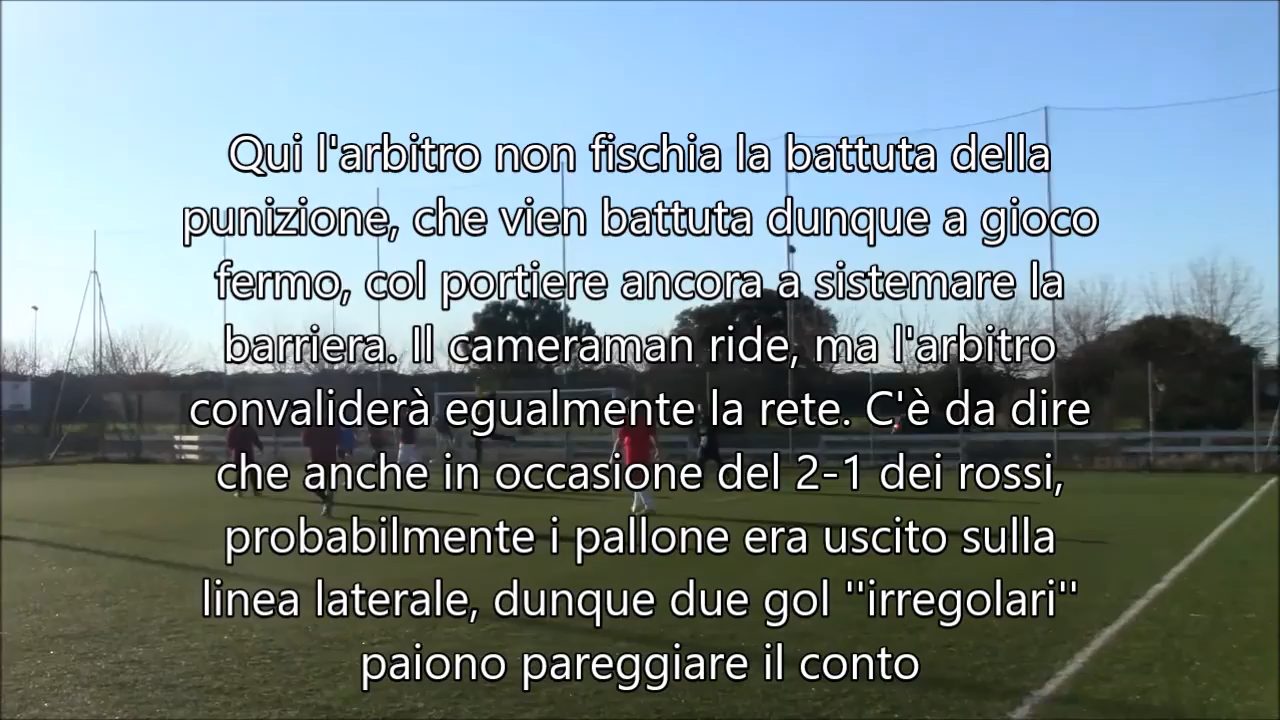 Qui l'arbitro non fischia la battuta della
punizione, che vien battuta dunque a gioco
fermo, col portiere ancora a sistemare la
barriera. Il cameraman ride, ma l'arbitro
convaliderà egualmente la rete. C'è da dire
che anche in occasione del 2-1 dei rossi,
probabilmente i pallone era uscito sulla
linea laterale, dunque due gol "irregolari"
paiono pareggiare il conto